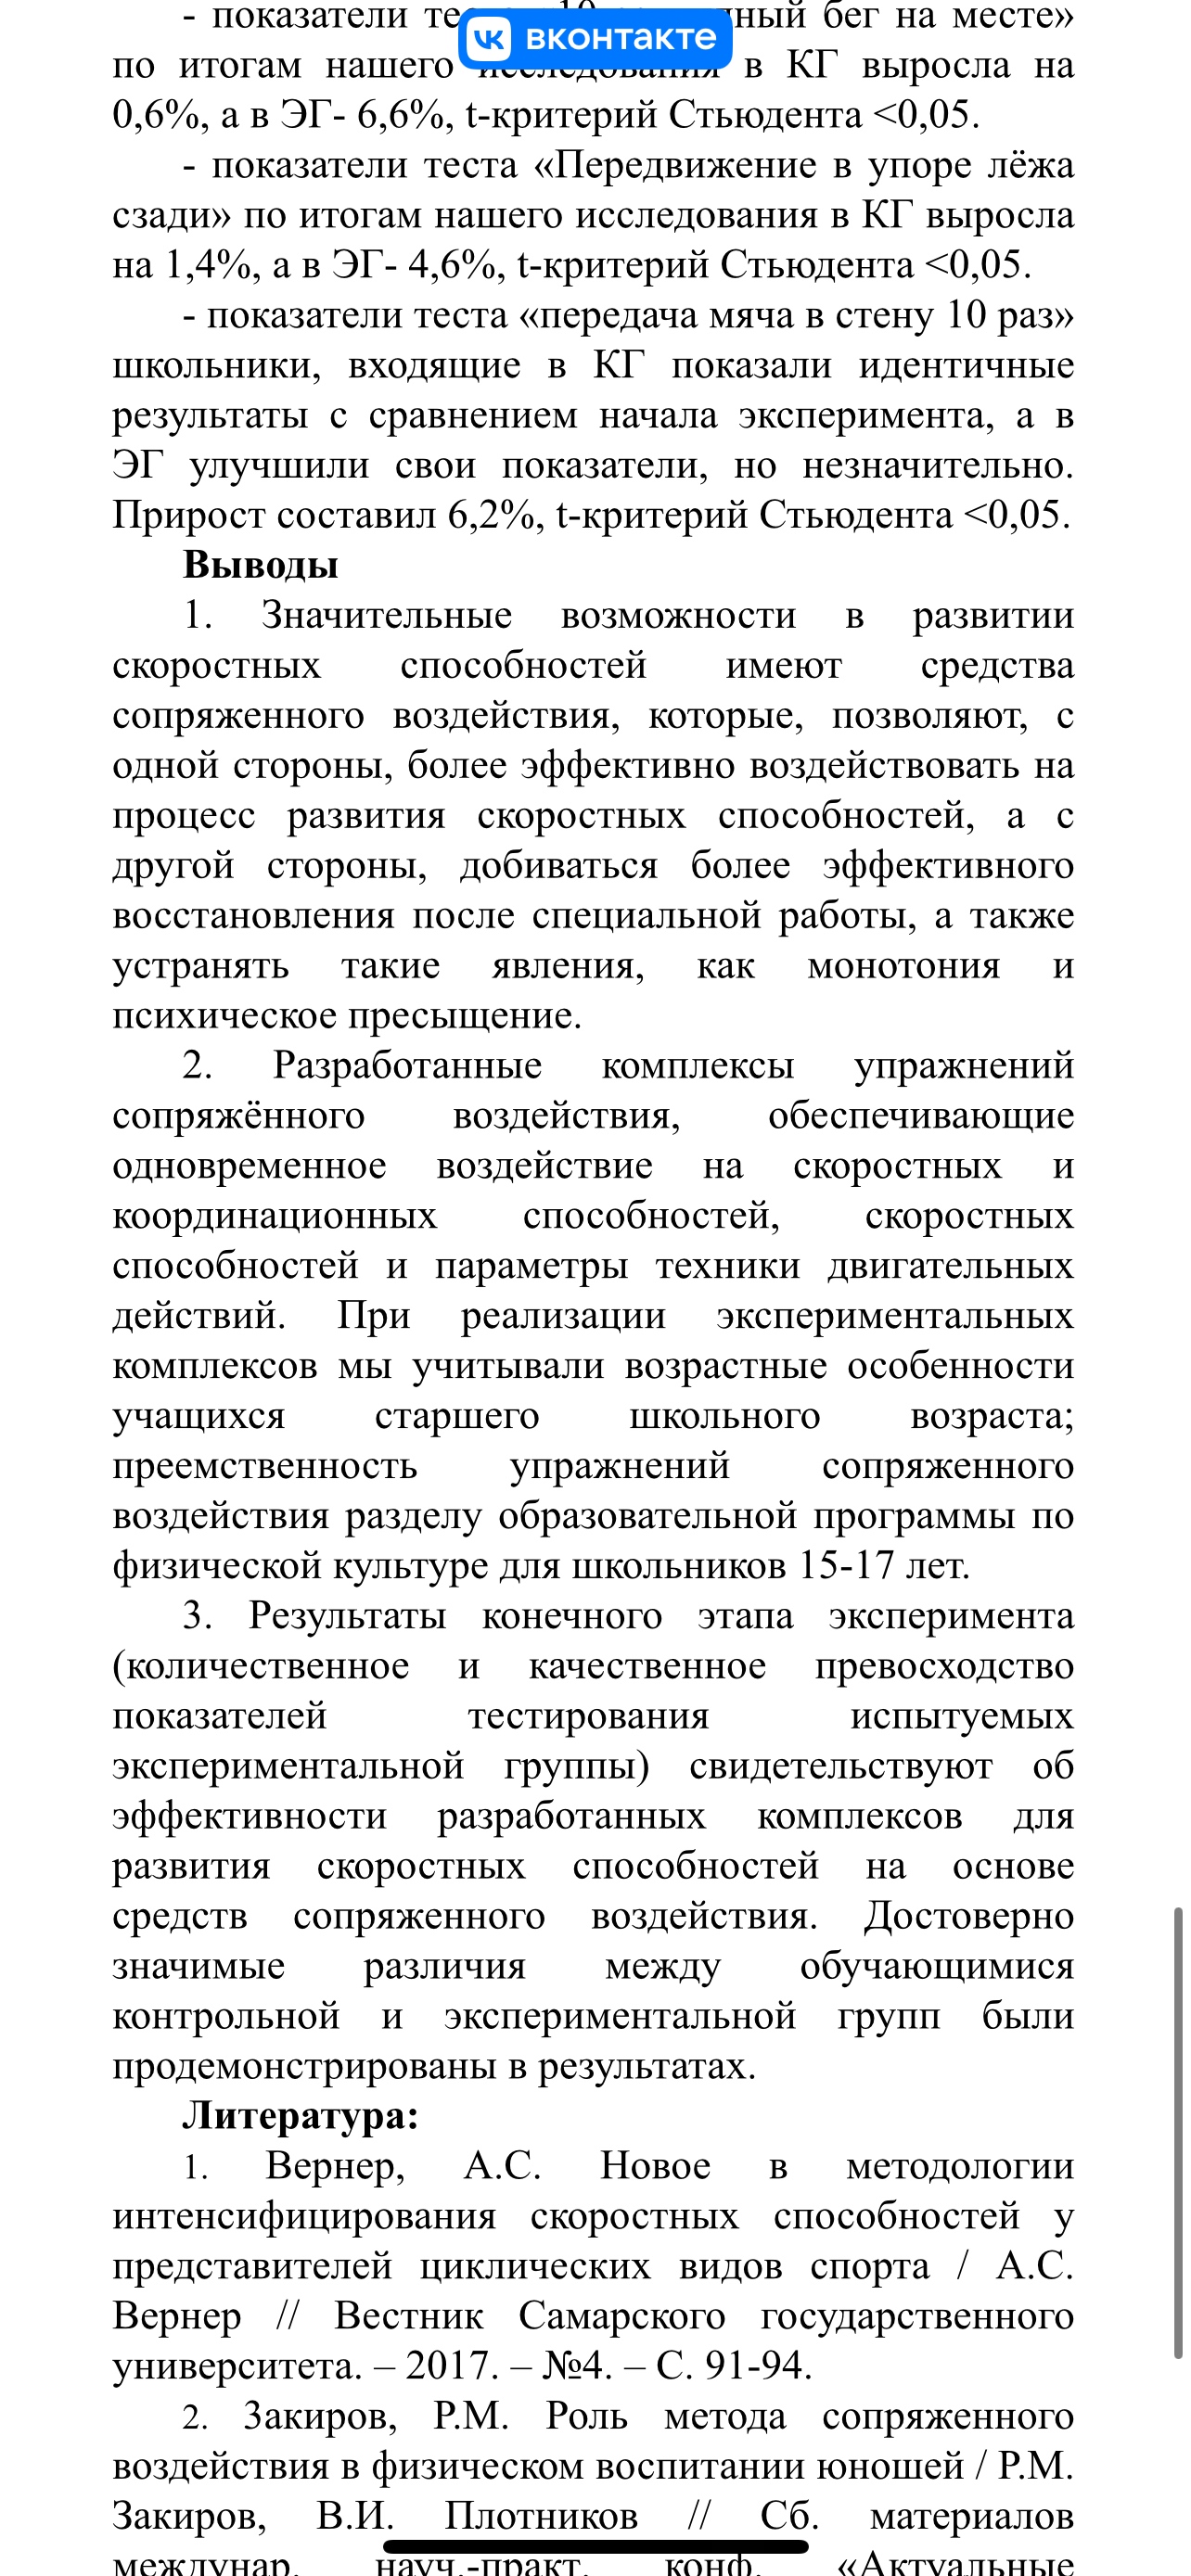 - показатели те 10 ный бег на месте»
вконтакте
по итогам нашего исследования в КГ выросла на
0,6%, а в ЭГ- 6,6%, t-критерий Стьюдента <0,05.
- показатели теста «Передвижение в упоре лёжа
сзади» по итогам нашего исследования в КГ выросла
на 1,4%, а в ЭГ- 4,6%, t-критерий Стьюдента <0,05.
- показатели теста «передача мяча в стену 10 раз»
школьники, входящие в КГ показали идентичные
результаты с сравнением начала эксперимента, а в
ЭГ улучшили свои показатели, но незначительно.
Прирост составил 6,2%, t-критерий Стьюдента <0,05.
Выводы
1. Значительные возможности в развитии
скоростных способностей имеют средства
сопряженного воздействия, которые, позволяют, с
одной стороны, более эффективно воздействовать на
процесс развития скоростных способностей, а с
другой стороны, добиваться более эффективного
восстановления после специальной работы, а также
устранять такие явления, как монотония и
психическое пресыщение.
2. Разработанные комплексы упражнений
сопряжённого воздействия, обеспечивающие
одновременное воздействие на скоростных и
координационных способностей, скоростных
способностей и параметры техники двигательных
действий. При реализации экспериментальных
комплексов мы учитывали возрастные особенности
учащихся старшего школьного возраста;
преемственность упражнений сопряженного
воздействия разделу образовательной программы по
физической культуре для школьников 15-17 лет.
3. Результаты конечного этапа эксперимента
(количественное и качественное превосходство
показателей тестирования испытуемых
экспериментальной группы) свидетельствуют об
эффективности разработанных комплексов для
развития скоростных способностей на основе
средств сопряженного воздействия. Достоверно
значимые различия между обучающимися
контрольной и экспериментальной групп были
продемонстрированы в результатах.
Литература:
1. Вернер, А.С. Новое в методологии
интенсифицирования скоростных способностей у
представителей циклических видов спорта / А.С.
Вернер // Вестник Самарского государственного
университета. – 2017. – №4. – С. 91-94.
2. Закиров, Р.М. Роль метода сопряженного
воздействия в физическом воспитании юношей / Р.М.
Закиров, В.И. Плотников // Сб. материалов
междунар. науч.-практ. конф. «Актуальные